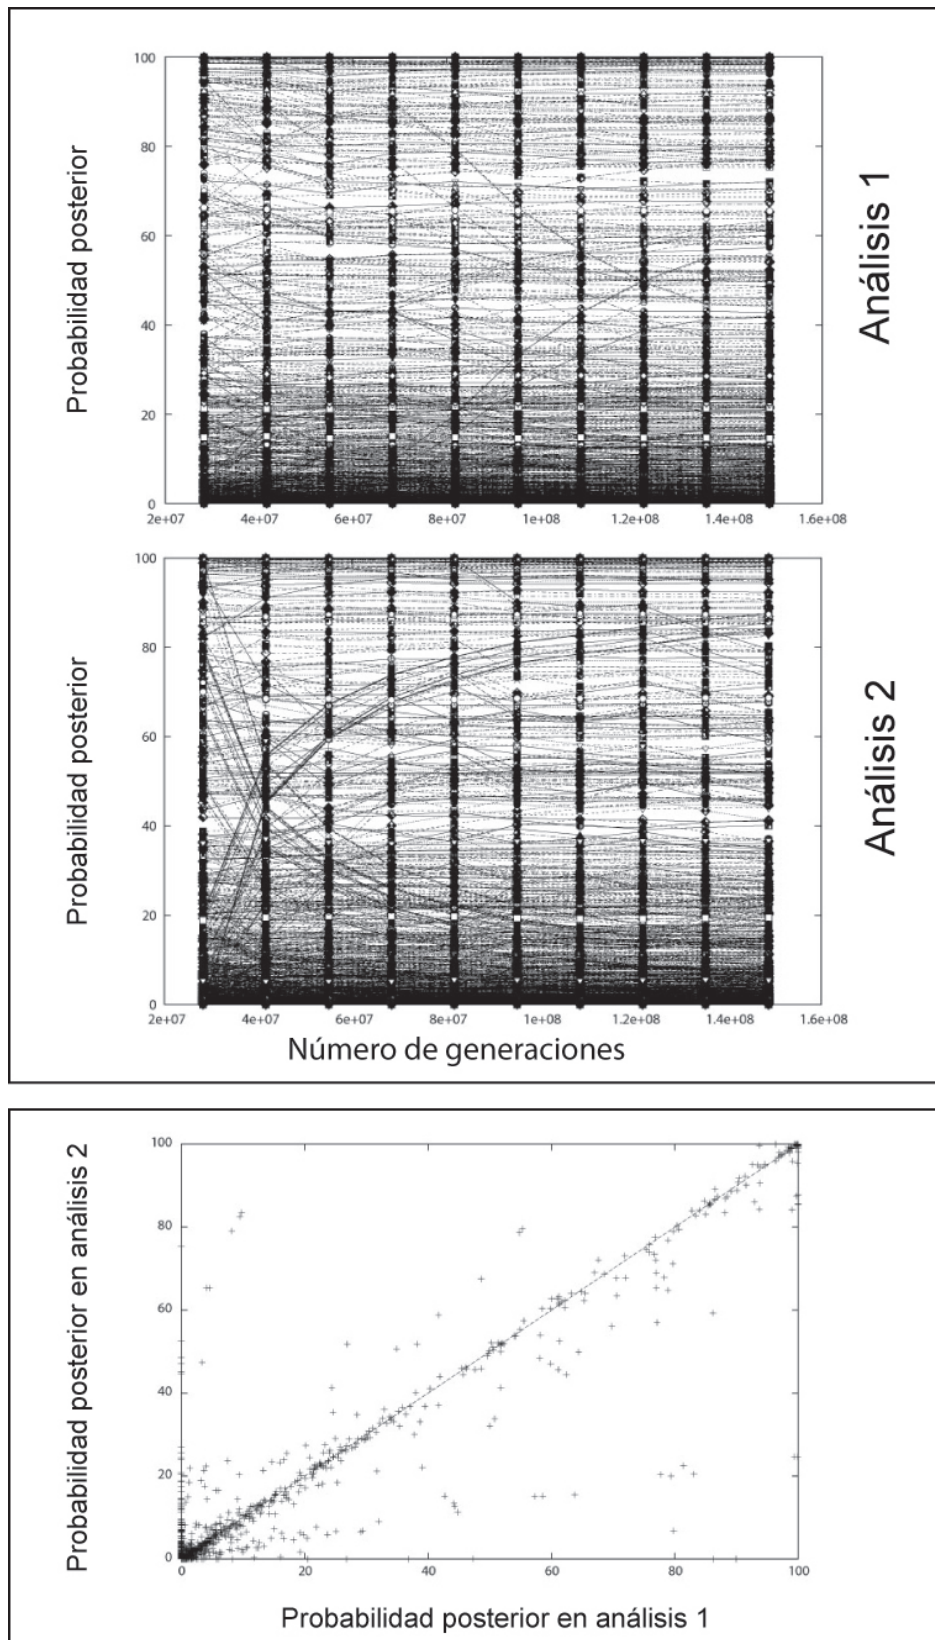 100
80
60
40
20
0
Probabilidad posterior
2e+07 4e+07 6e+07 8e+07 1e+08 1.2e+08 1.4e+08 1.6e+08
Análisis 1
100
80
60
40
20
0
Probabilidad posterior
2e+07 4e+07 6e+07 8e+07 1e+08 1.2e+08 1.4e+08 1.6e+08
Análisis 2
Número de generaciones
100
80
60
40
20
0
Probabilidad posterior en análisis 2
0 20 40 60 80 100
Probabilidad posterior en análisis 1